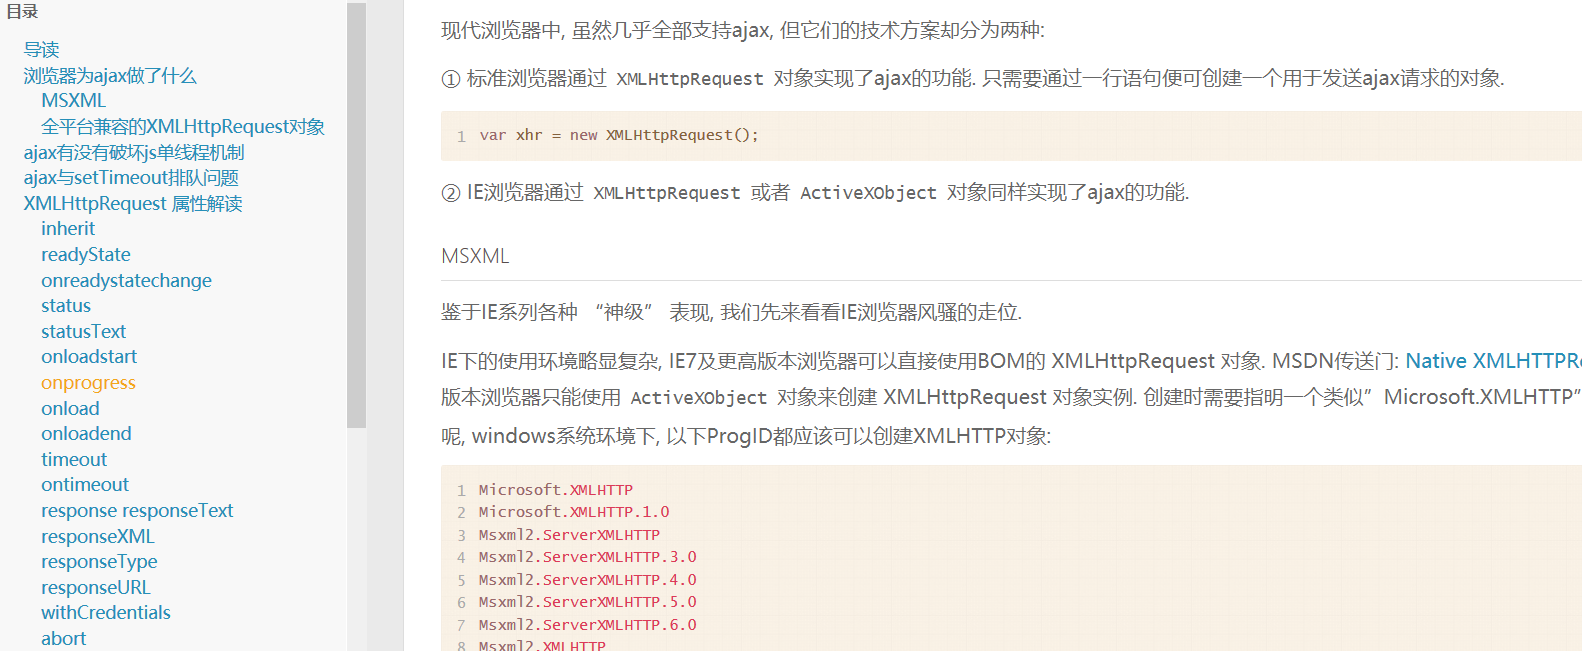 目录
导读
浏览器为ajax做了什么
MSXML
全平台兼容的XMLHttpRequest对象
ajax有没有破坏js单线程机制
ajax与setTimeout排队问题
XMLHttpRequest 属性解读
inherit
readyState
onreadystatechange
status
statusText
onloadstart
onprogress
onload
onloadend
timeout
ontimeout
response responseText
responseXML
responseType
responseURL
withCredentials
abort
现代浏览器中, 虽然几乎全部支持ajax, 但它们的技术方案却分为两种:
① 标准浏览器通过 XMLHttpRequest 对象实现了ajax的功能. 只需要通过一行语句便可创建一个用于发送ajax请求的对象.
1 var xhr = new XMLHttpRequest();
② IE浏览器通过 XMLHttpRequest 或者 ActiveXObject 对象同样实现了ajax的功能.
MSXML
鉴于IE系列各种 “神级” 表现, 我们先来看看IE浏览器风骚的走位.
IE下的使用环境略显复杂, IE7及更高版本浏览器可以直接使用BOM的 XMLHttpRequest 对象. MSDN传送门: Native XMLHTTPRe
版本浏览器只能使用 ActiveXObject 对象来创建 XMLHttpRequest 对象实例. 创建时需要指明一个类似” Microsoft.XMLHTTP”
呢, windows系统环境下, 以下ProgID都应该可以创建XMLHTTP对象:
1 Microsoft.XMLHTTP
2 Microsoft.XMLHTTP.1.0
3 Msxml2.ServerXMLHTTP
4 Msxml2.ServerXMLHTTP.3.0
5 Msxml2.ServerXMLHTTP.4.0
6 Msxml2.ServerXMLHTTP.5.0
7 Msxml2.ServerXMLHTTP.6.0
8 Msxml2.XMLHTTP